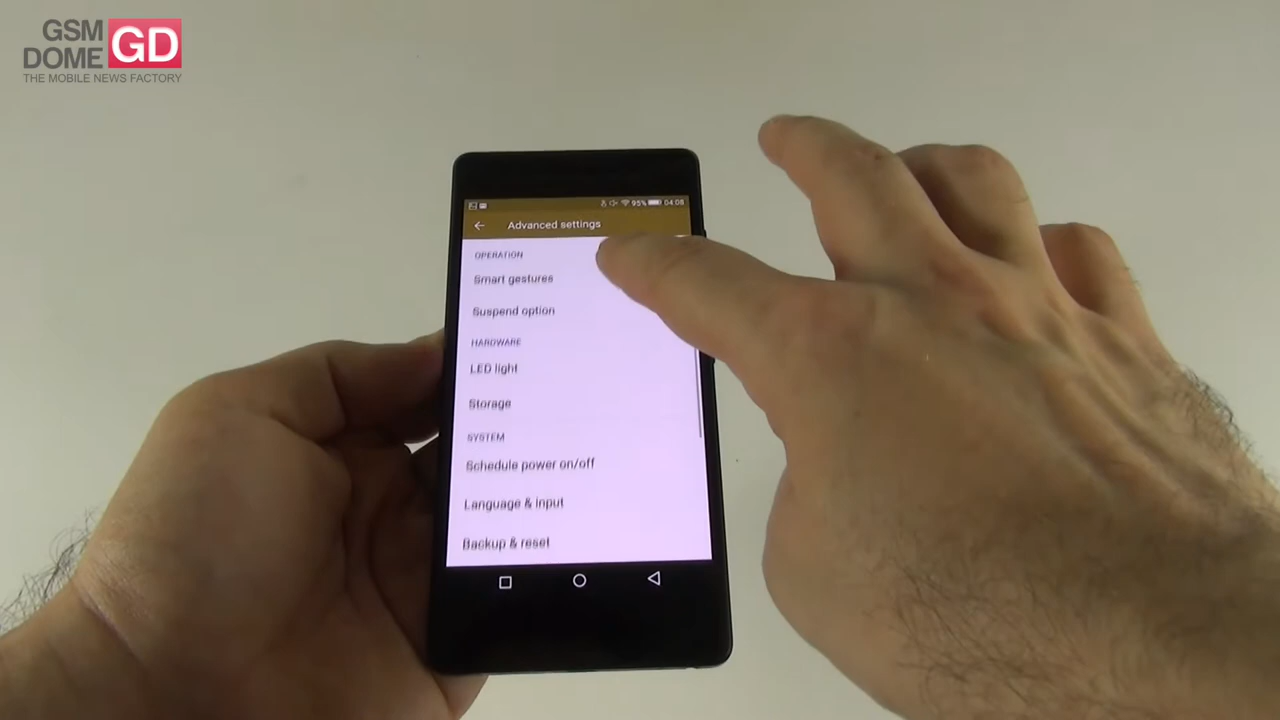 GSM
DOME
GD
THE MOBILE NEWS FACTORY
95%
04:08
Advanced settings
OPERATION
Smart gestures
Suspend option
HARDWARE
LED light
Storage
SYSTEM
Schedule power on/off
Language & input
Backup & reset